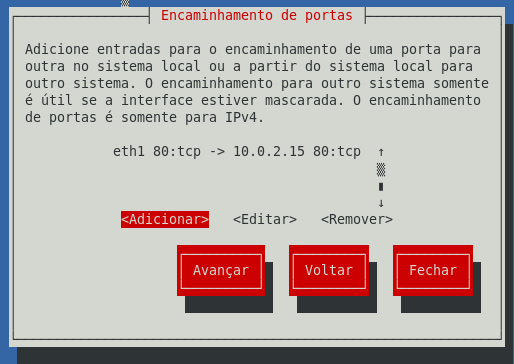 Encaminhamento de portas
Adicione entradas para o encaminhamento de uma porta para
outra no sistema local ou a partir do sistema local para
outro sistema. O encaminhamento para outro sistema somente
é útil se a interface estiver mascarada. O encaminhamento
de portas é somente para IPv4.
eth1 80:tcp -> 10.0.2.15 80:tcp ↑
↓
<Adicionar> <Editar> <Remover>
Avançar Voltar Fechar